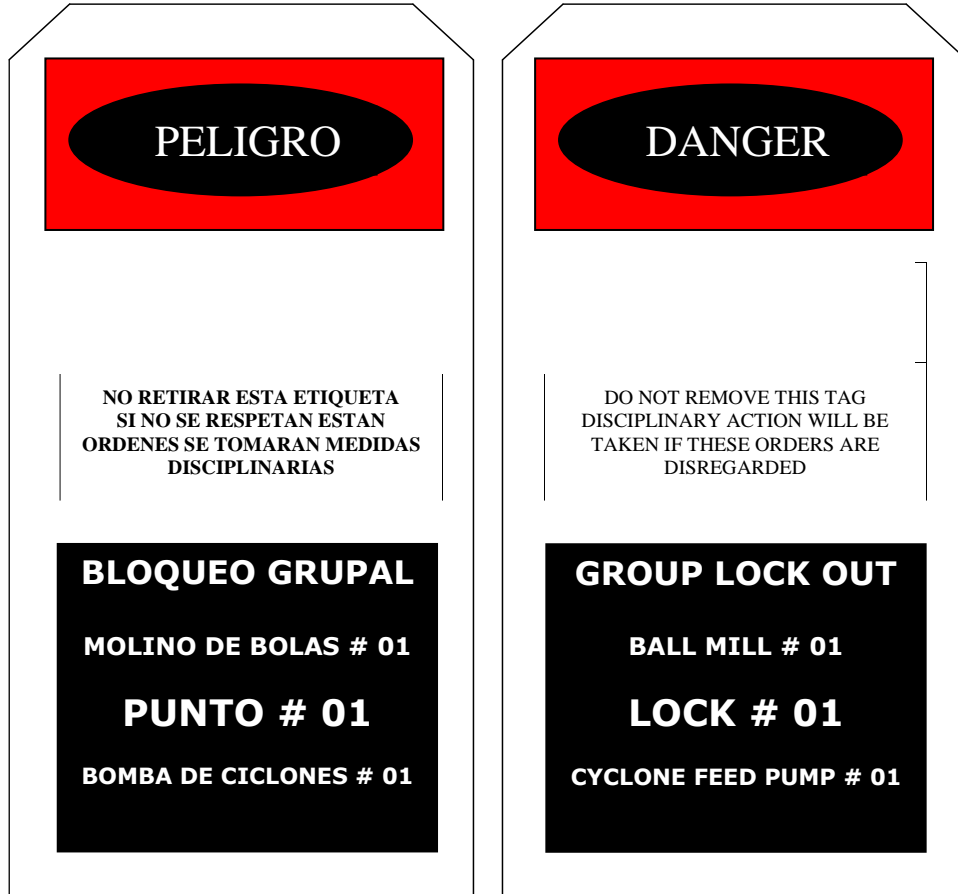 PELIGRO
NO RETIRAR ESTA ETIQUETA
SI NO SE RESPETAN ESTAN
ORDENES SE TOMARAN MEDIDAS
DISCIPLINARIAS
BLOQUEO GRUPAL
MOLINO DE BOLAS # 01
PUNTO # 01
BOMBA DE CICLONES # 01
DANGER
DO NOT REMOVE THIS TAG
DISCIPLINARY ACTION WILL BE
TAKEN IF THESE ORDERS ARE
DISREGARDED
GROUP LOCK OUT
BALL MILL # 01
LOCK # 01
CYCLONE FEED PUMP # 01